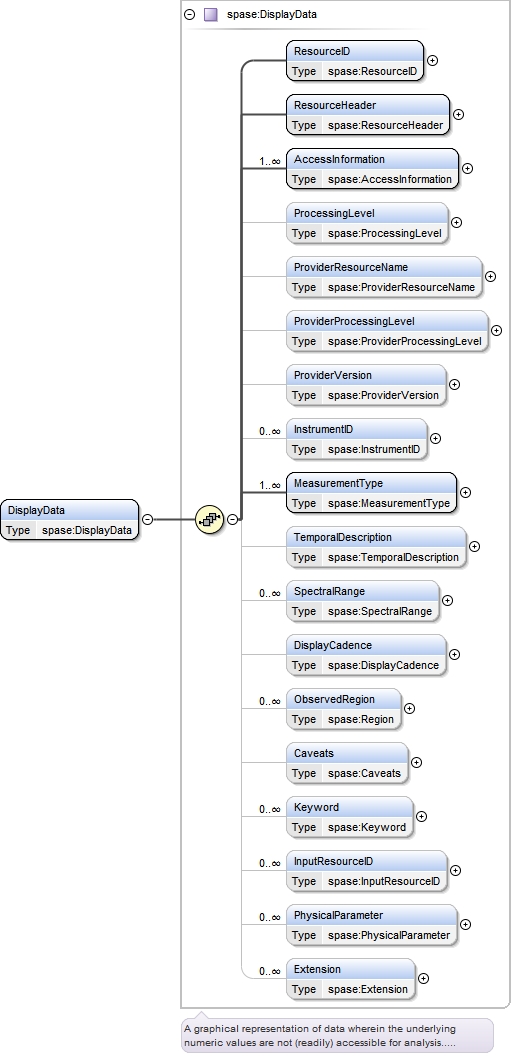 spase:DisplayData
ResourceID
Type spase:ResourceID
ResourceHeader
Type spase:ResourceHeader
1..∞
AccessInformation
Type spase:AccessInformation
ProcessingLevel
Type spase:ProcessingLevel
ProviderResourceName
Type spase:ProviderResourceName
ProviderProcessingLevel
Type spase:ProviderProcessingLevel
ProviderVersion
Type spase:ProviderVersion
0..∞
InstrumentID
Type spase:InstrumentID
1..∞
MeasurementType
Type spase:MeasurementType
DisplayData
Type spase:DisplayData
TemporalDescription
Type spase:TemporalDescription
0..∞
SpectralRange
Type spase:SpectralRange
DisplayCadence
Type spase:DisplayCadence
0..∞
ObservedRegion
Type spase:Region
Caveats
Type spase:Caveats
0..∞
Keyword
Type spase:Keyword
0..∞
InputResourceID
Type spase:InputResourceID
0..∞
PhysicalParameter
Type spase:PhysicalParameter
0..∞
Extension
Type spase:Extension
A graphical representation of data wherein the underlying
numeric values are not (readily) accessible for analysis.....